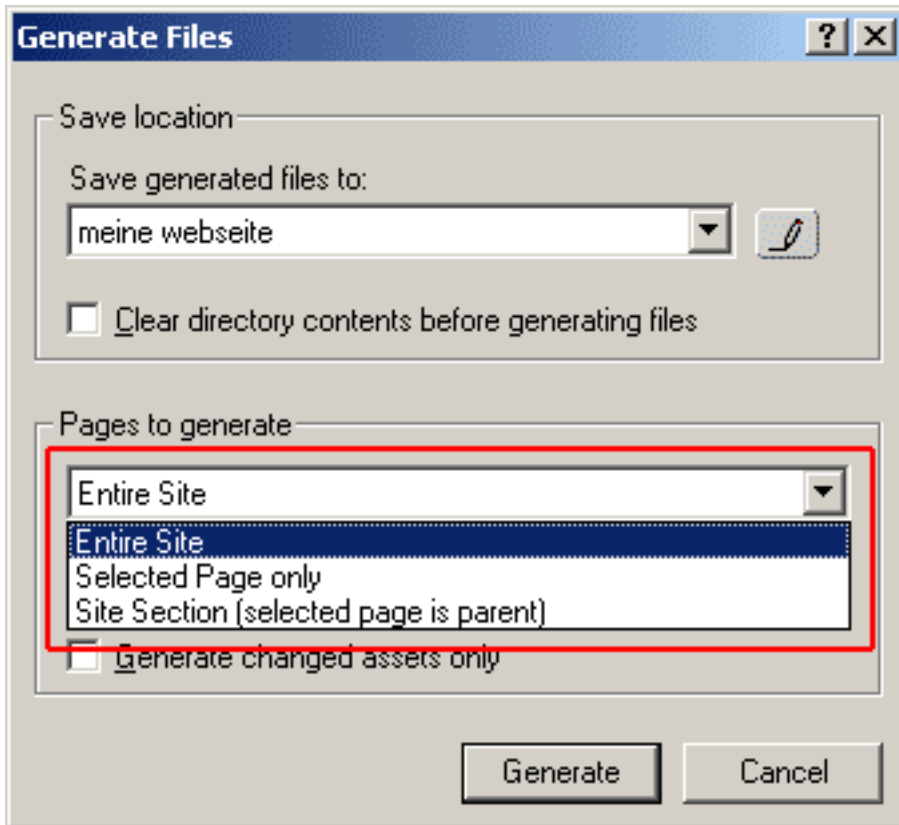 Generate Files
Save location
Save generated files to:
meine webseite
Clear directory contents before generating files
Pages to generate
Entire Site
Entire Site
Selected Page only
Site Section (selected page is parent)
Generate changed assets only
Generate Cancel